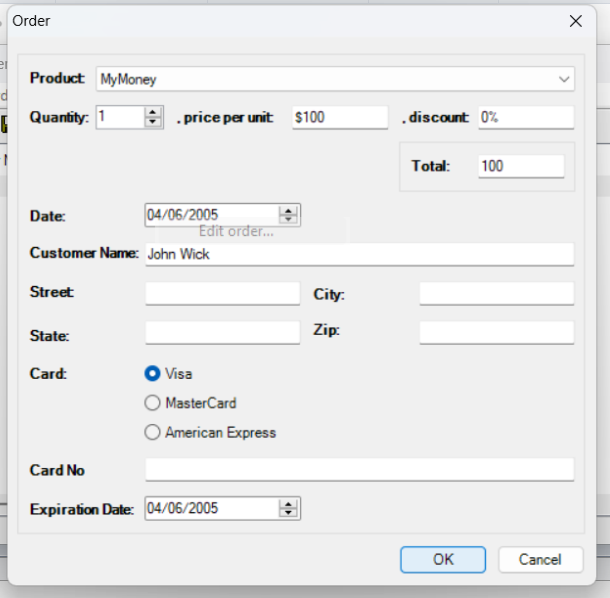 Order
Product: MyMoney
Quantity: 1 , price per unit: $100 , discount: 0%
Total: 100
Date: 04/06/2005
Edit order...
Customer Name: John Wick
Street: City:
State: Zip:
Card: Visa
MasterCard
American Express
Card No
Expiration Date: 04/06/2005
OK Cancel